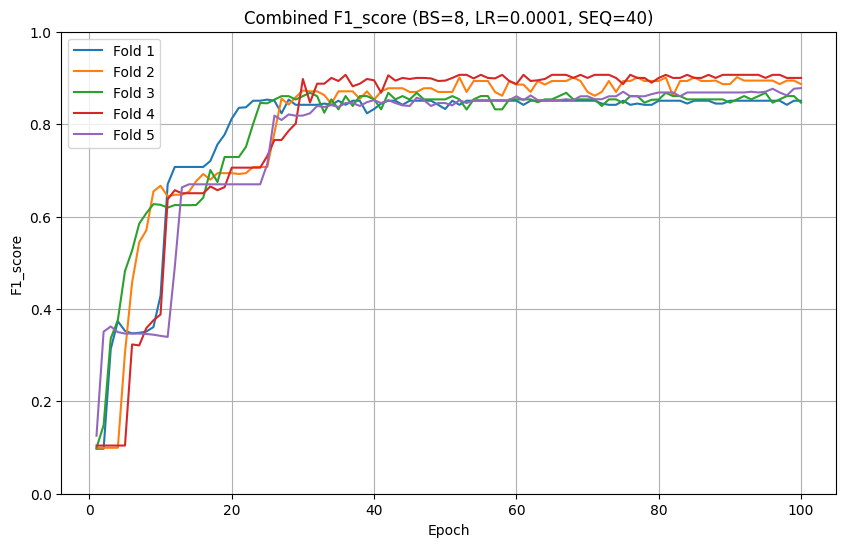 Combined F1_score (BS=8, LR=0.0001, SEQ=40)
Fold 1
Fold 2
Fold 3
Fold 4
Fold 5
F1_score
1.0
0.8
0.6
0.4
0.2
0.0
0
20
40
60
80
100
Epoch